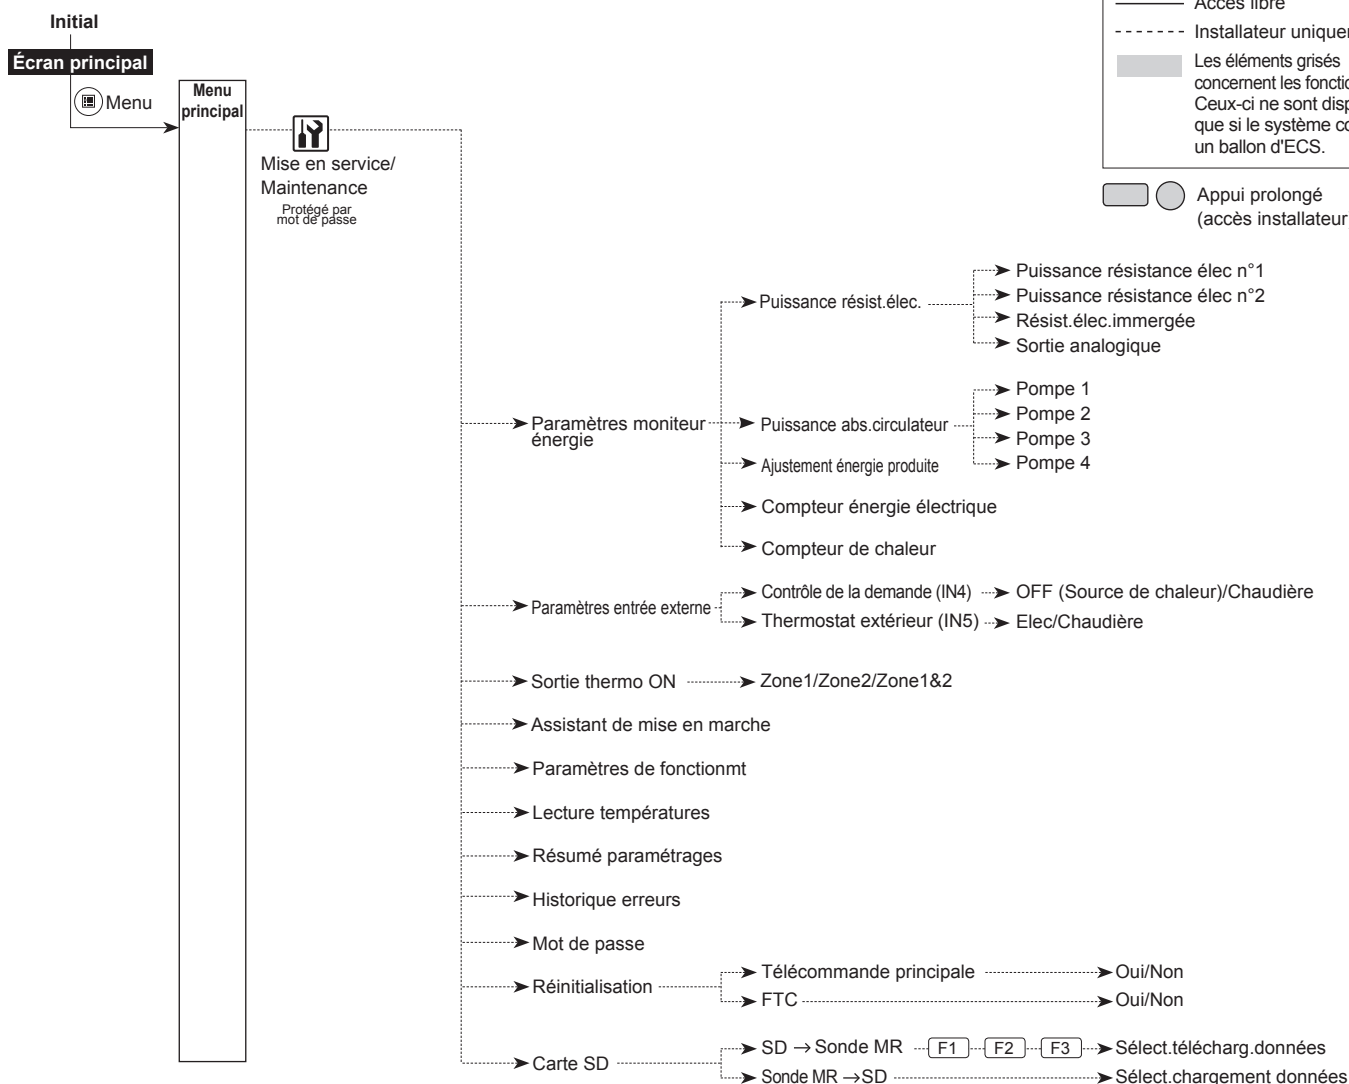 Initial
Écran principal
Menu
Menu
principal
Mise en service/
Maintenance
Protégé par
mot de passe
Accès libre
Installateur
Les éléments grisés
concernent les
Ceux-ci ne sont
que si le système
un ballon d'ECS.
Appui prolongé
(accès installateur
Paramètres moniteur
énergie
Puissance résist.élec.
Puissance résistance élec n°1
Puissance résistance élec n°2
Résist.élec.immergée
Sortie analogique
Puissance abs.circulateur
Pompe 1
Pompe 2
Pompe 3
Pompe 4
Ajustement énergie produite
Compteur énergie électrique
Compteur de chaleur
Paramètres entrée externe
Contrôle de la demande (IN4)
OFF (Source de chaleur)/Chaudière
Thermostat extérieur (IN5)
Elec/Chaudière
Sortie thermo ON
Zone1/Zone2/Zone1&2
Assistant de mise en marche
Paramètres de fonctionmt
Lecture températures
Résumé paramétrages
Historique erreurs
Mot de passe
Réinitialisation
Télécommande principale
Oui/Non
FTC
Oui/Non
Carte SD
SD → Sonde MR
F1
F2
F3
Sélect.télécharg.données
Sonde MR → SD
Sélect.chargement données